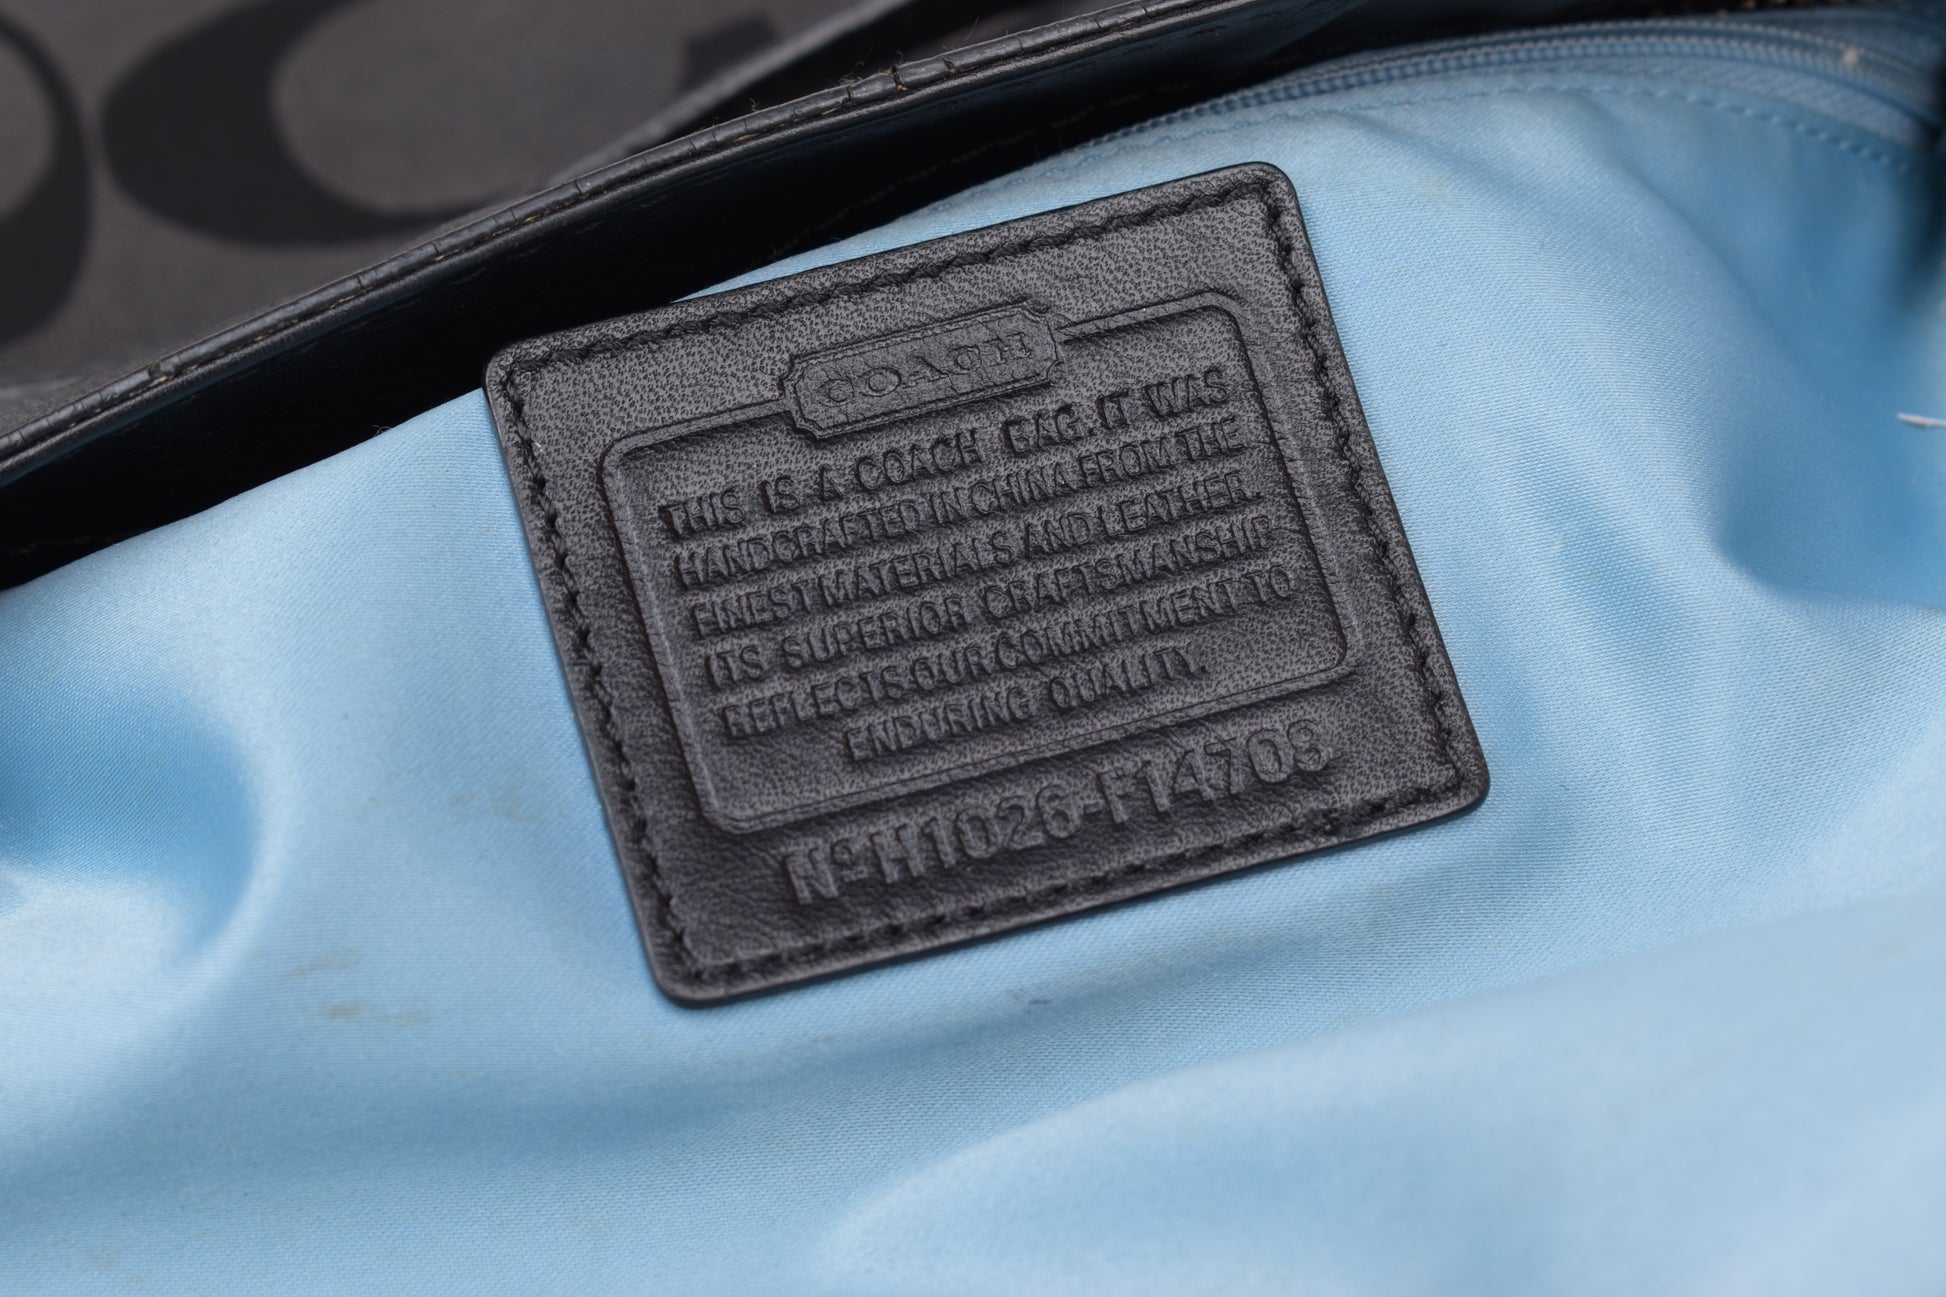 COACH
THIS IS A COACH BAG. IT WAS
HANDCRAFTED IN CHINA FROM THE
FINEST MATERIALS AND LEATHER.
ITS SUPERIOR CRAFTSMANSHIP
REFLECTS OUR COMMITMENT TO
ENDURING QUALITY.
Nº H1026-F14703